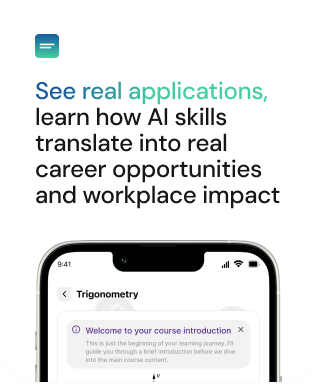 See real applications,
learn how AI skills
translate into real
career opportunities
and workplace impact
9:41
Trigonometry
Welcome to your course introduction
This is just the beginning of your learning journey. I'll
guide you through a brief introduction before we dive
into the main course content.
y